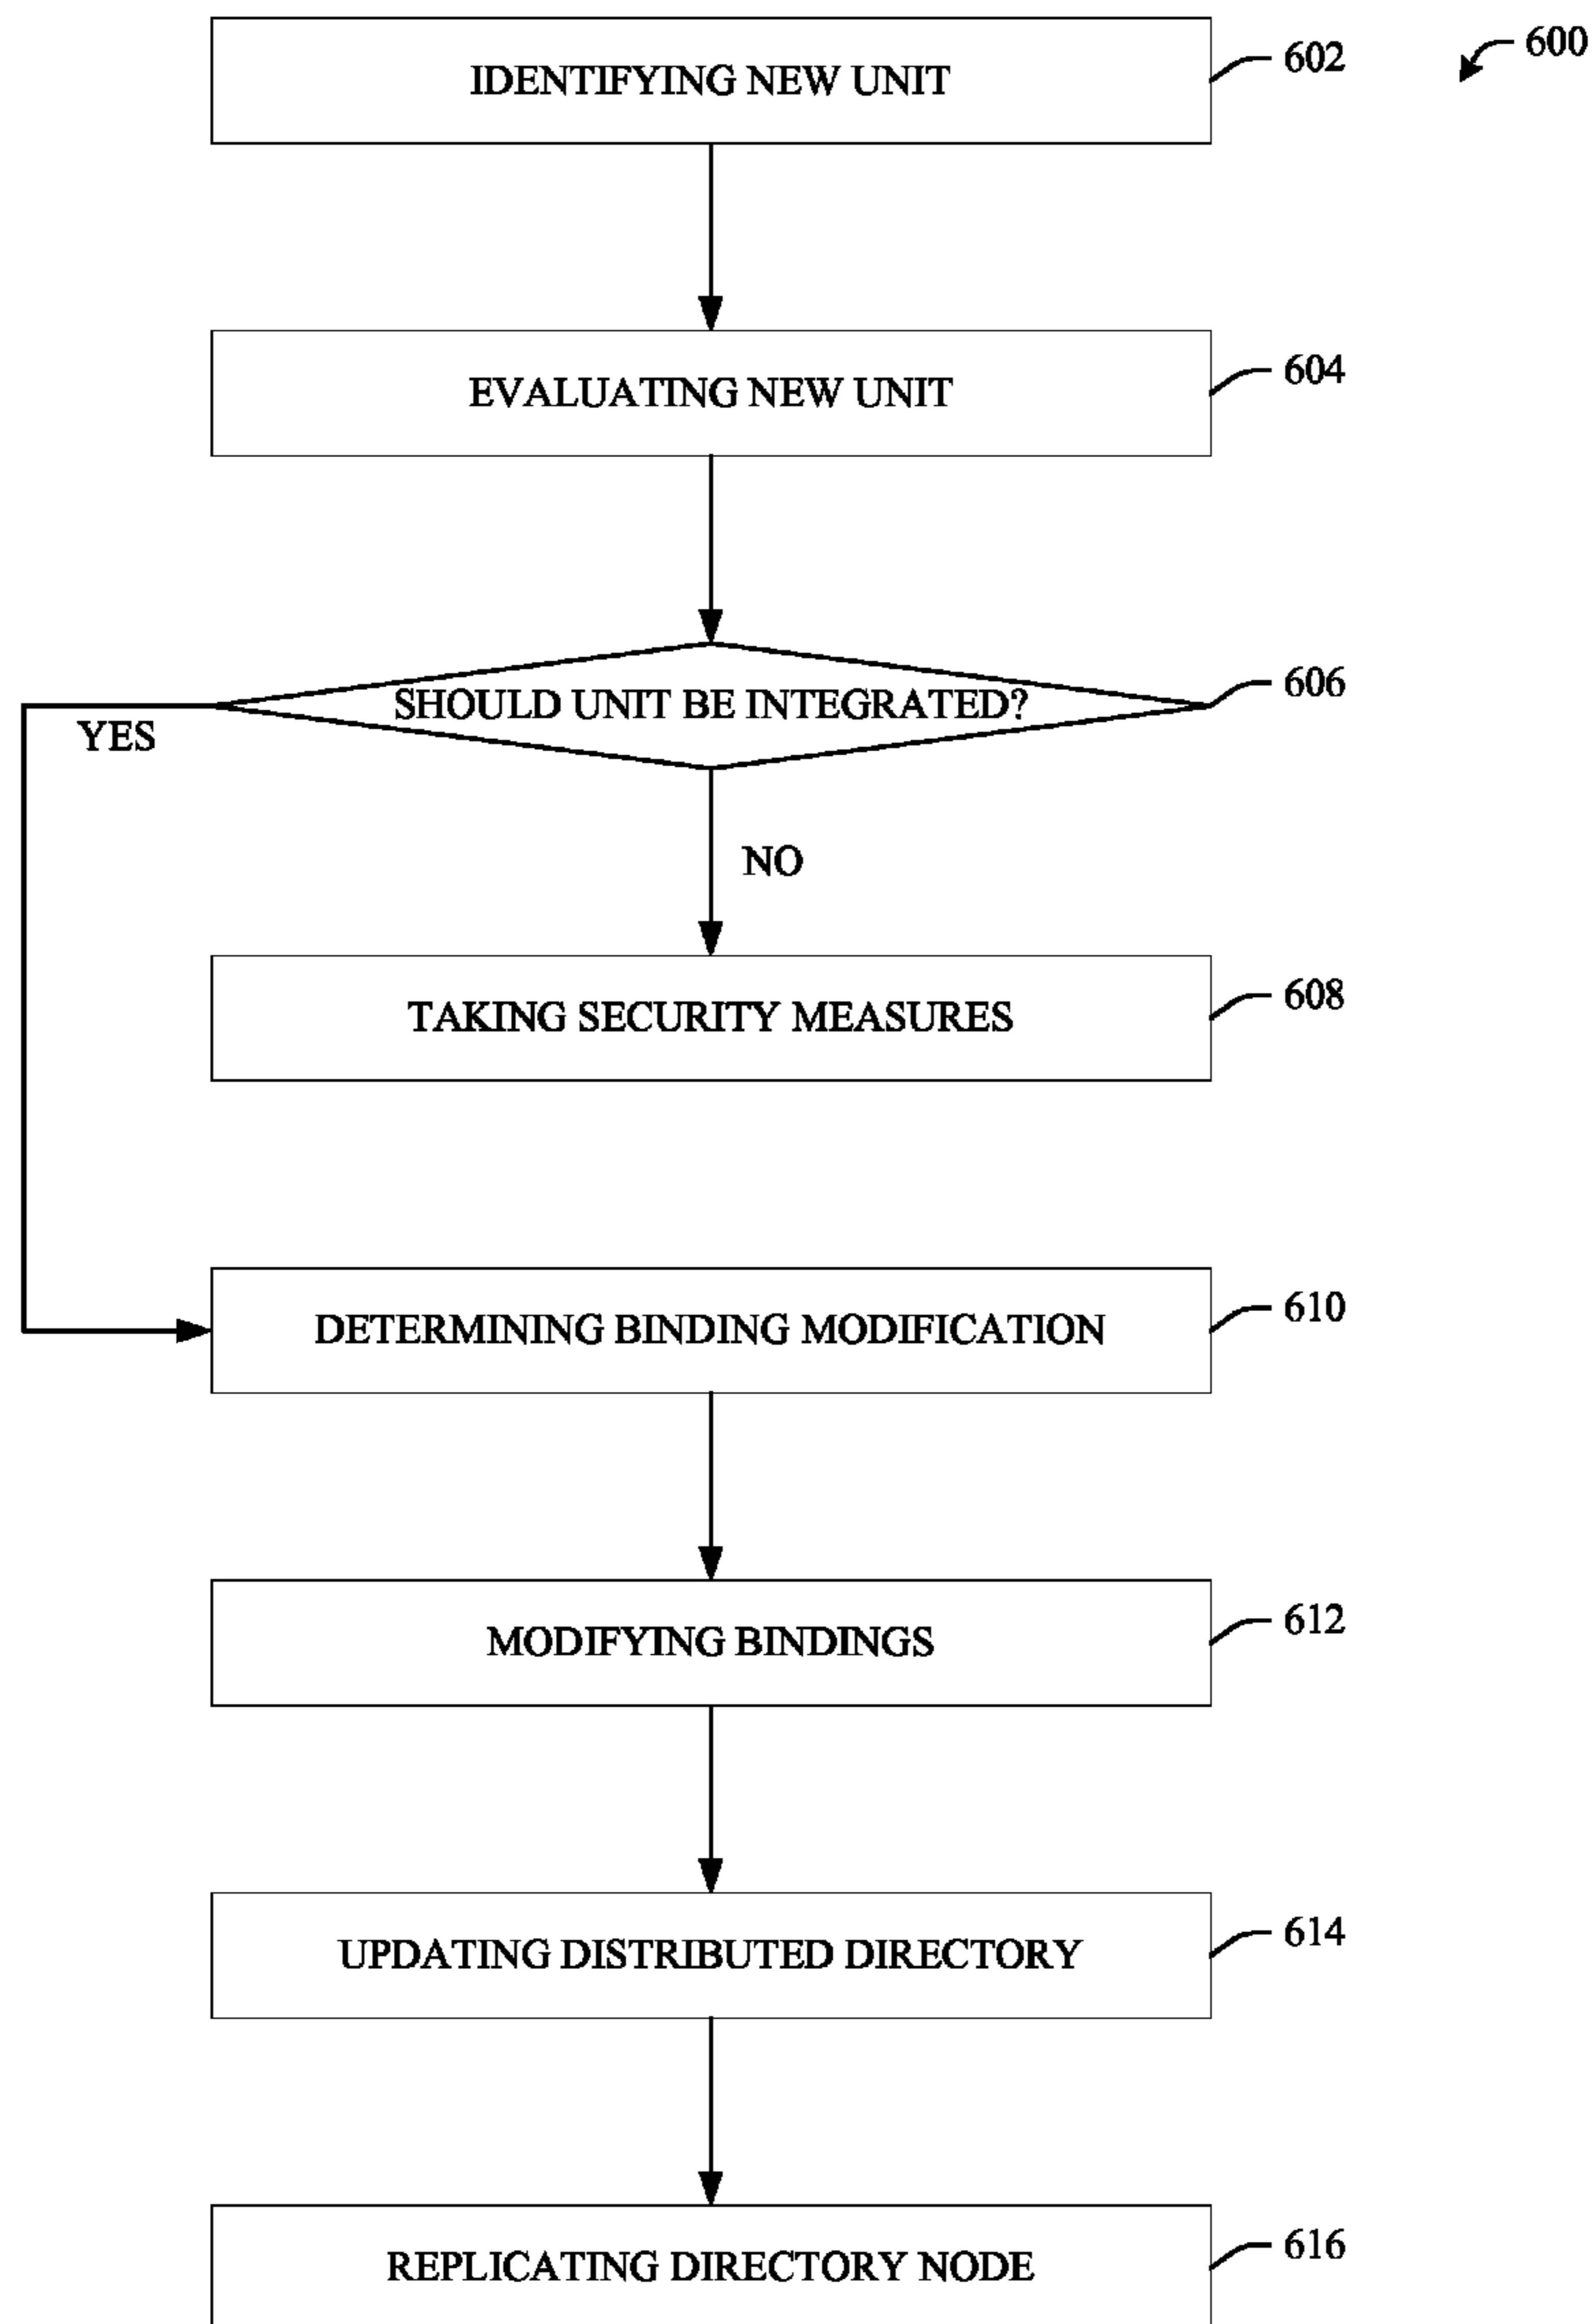 600
IDENTIFYING NEW UNIT
602
EVALUATING NEW UNIT
604
SHOULD UNIT BE INTEGRATED?
606
YES
NO
TAKING SECURITY MEASURES
608
DETERMINING BINDING MODIFICATION
610
MODIFYING BINDINGS
612
UPDATING DISTRIBUTED DIRECTORY
614
REPLICATING DIRECTORY NODE
616